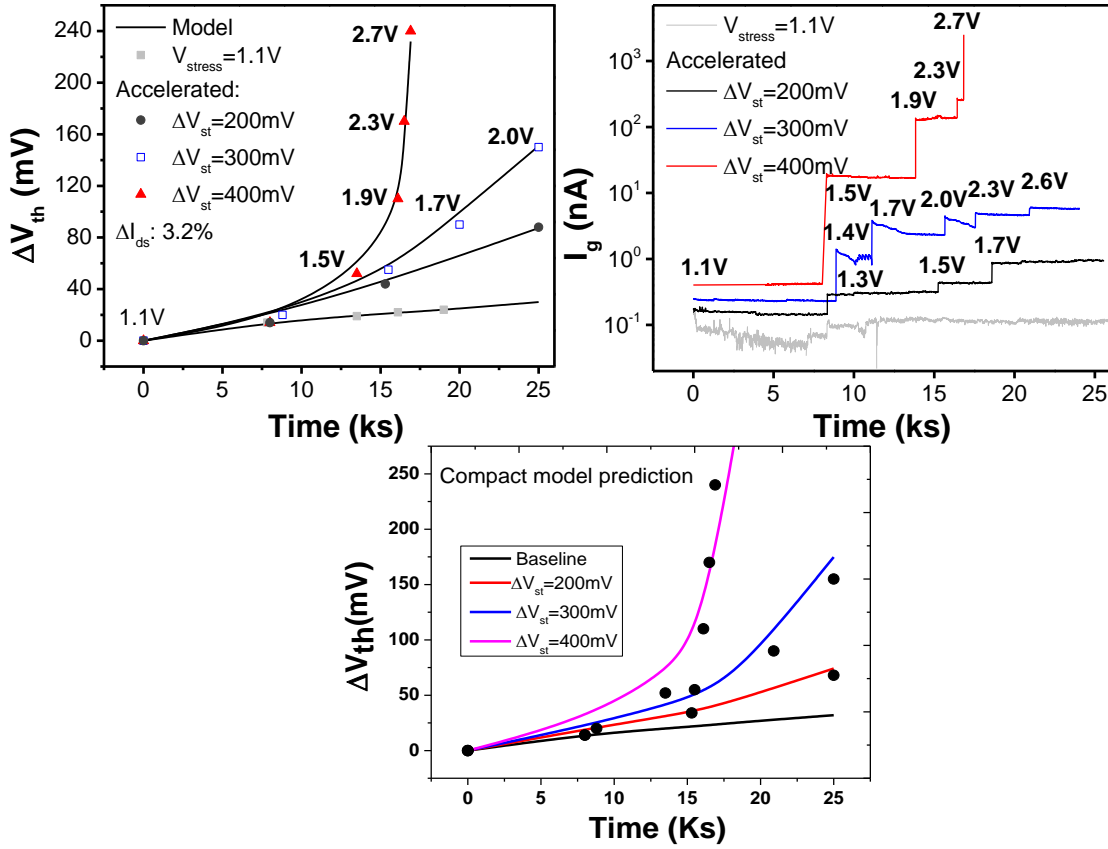 240
200
160
120
80
40
0
ΔV_th (mV)
Model
V_stress=1.1V
Accelerated:
ΔV_st=200mV
ΔV_st=300mV
ΔV_st=400mV
ΔI_ds: 3.2%
2.7V
2.3V
2.0V
1.9V
1.7V
1.5V
1.1V
0 5 10 15 20 25
Time (ks)
10^3
10^2
10^1
10^0
10^-1
I_g (nA)
V_stress=1.1V
Accelerated
ΔV_st=200mV
ΔV_st=300mV
ΔV_st=400mV
2.7V
2.3V
1.9V
1.5V
1.7V
2.0V
2.3V
2.6V
1.4V
1.1V
1.3V
1.5V
1.7V
0 5 10 15 20 25
Time (ks)
250
200
150
100
50
0
ΔV_th(mV)
Compact model prediction
Baseline
ΔV_st=200mV
ΔV_st=300mV
ΔV_st=400mV
0 5 10 15 20 25
Time (Ks)